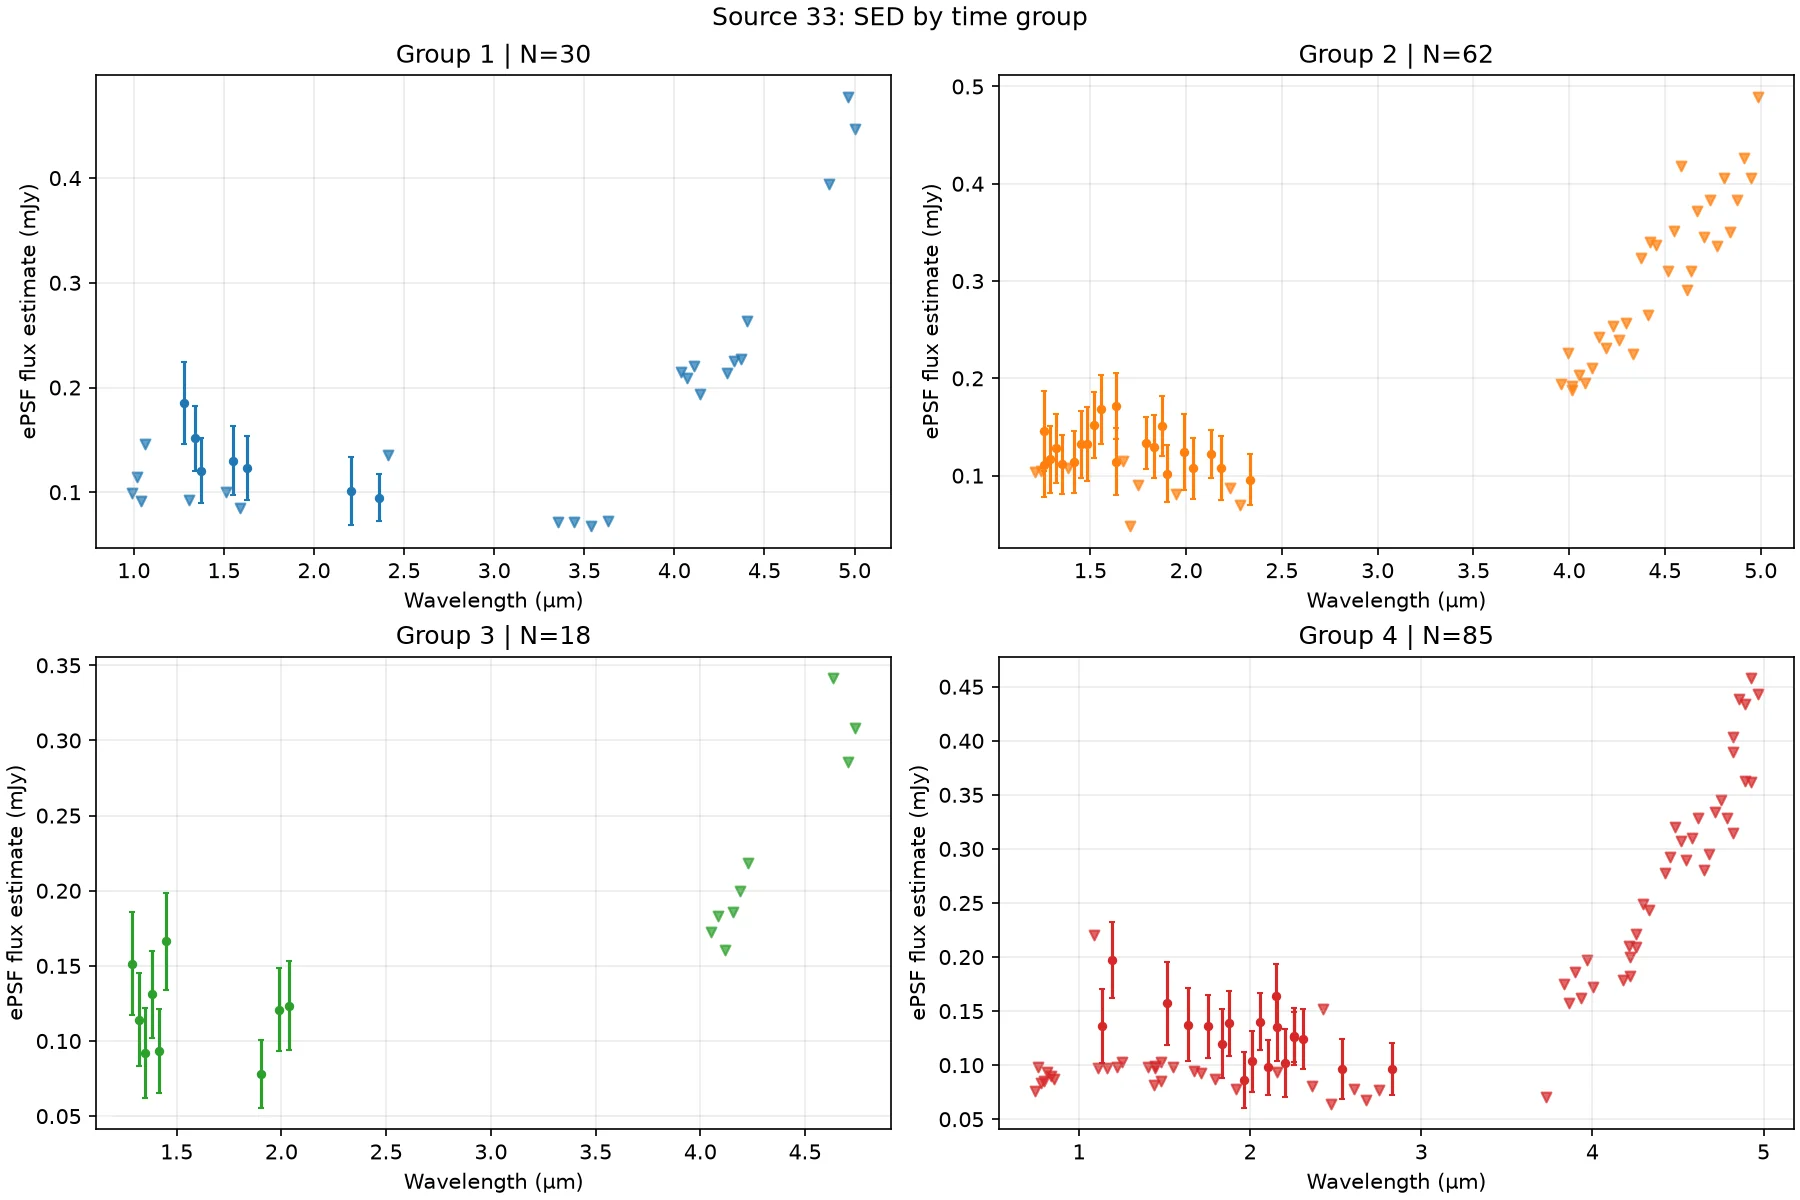 Source 33: SED by time group
Group 1 | N=30
ePSF flux estimate (mJy)
0.4
0.3
0.2
0.1
1.0 1.5 2.0 2.5 3.0 3.5 4.0 4.5 5.0
Wavelength (µm)
Group 2 | N=62
ePSF flux estimate (mJy)
0.5
0.4
0.3
0.2
0.1
1.5 2.0 2.5 3.0 3.5 4.0 4.5 5.0
Wavelength (µm)
Group 3 | N=18
ePSF flux estimate (mJy)
0.35
0.30
0.25
0.20
0.15
0.10
0.05
1.5 2.0 2.5 3.0 3.5 4.0 4.5
Wavelength (µm)
Group 4 | N=85
ePSF flux estimate (mJy)
0.45
0.40
0.35
0.30
0.25
0.20
0.15
0.10
0.05
1 2 3 4 5
Wavelength (µm)